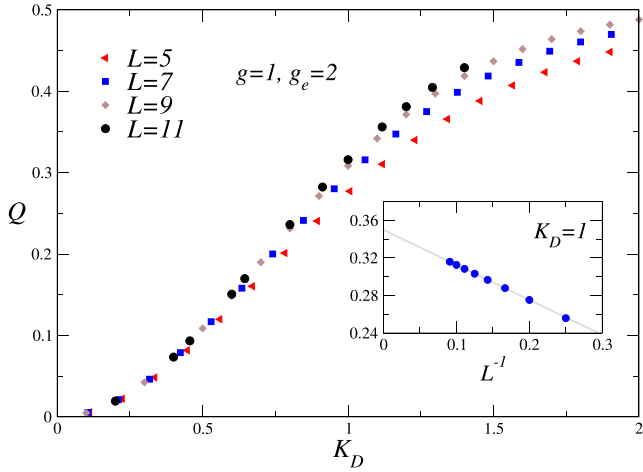 0.5
0.4
0.3
0.2
0.1
0
Q
L=5
L=7
L=9
L=11
g=1, g_e=2
0.36
0.32
0.28
0.24
K_D=1
0 0.1 0.2 0.3
L^-1
0 0.5 1 1.5 2
K_D